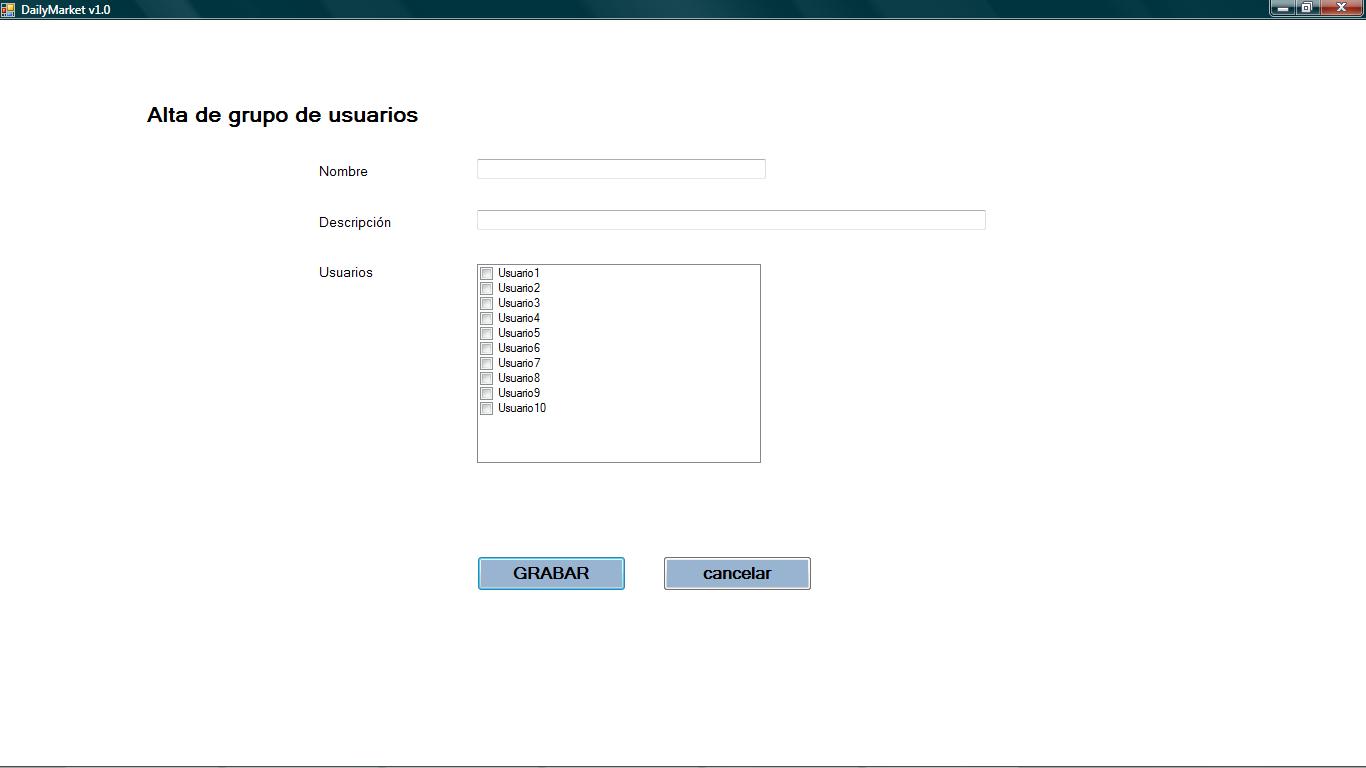 DailyMarket v1.0
Alta de grupo de usuarios
Nombre
Descripción
Usuarios
Usuario1
Usuario2
Usuario3
Usuario4
Usuario5
Usuario6
Usuario7
Usuario8
Usuario9
Usuario10
GRABAR cancelar